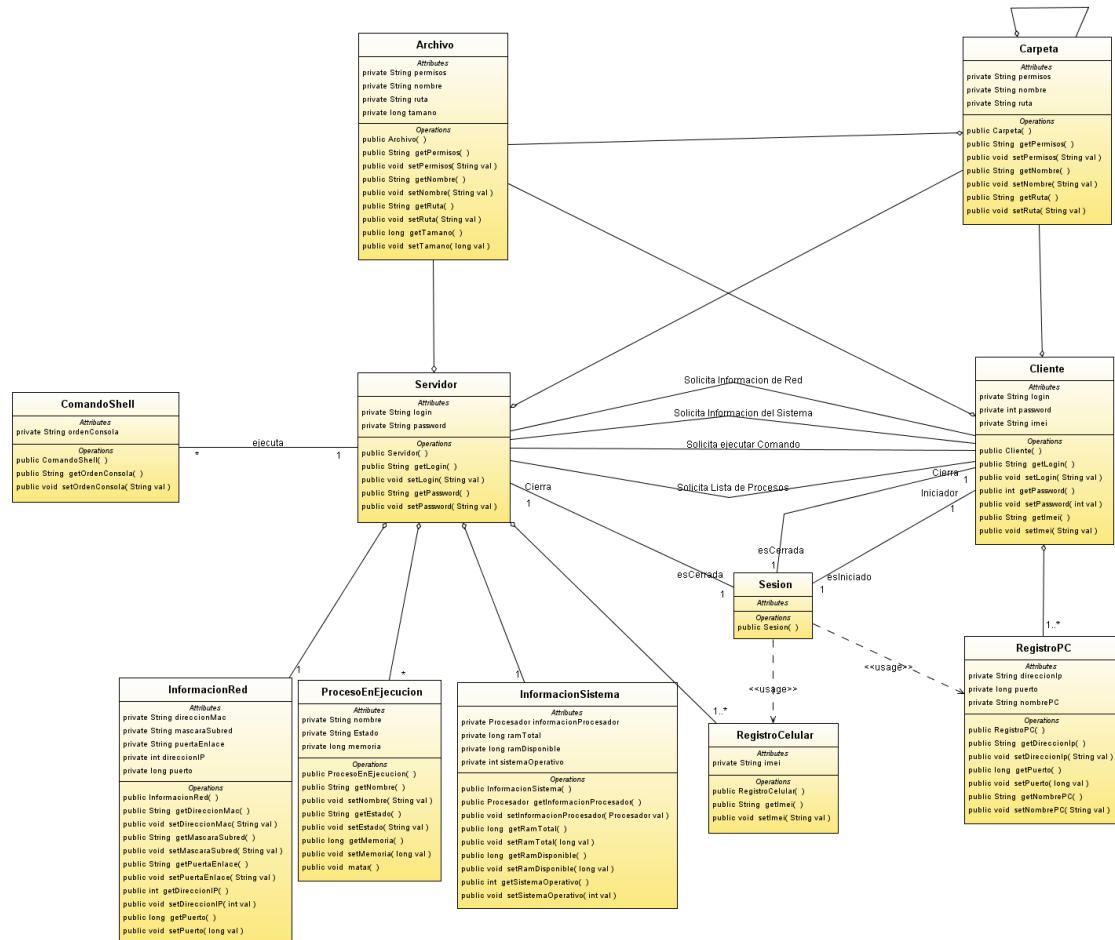 Archivo
Attributes
private String permisos
private String nombre
private String ruta
private long tamano
Operations
public Archivo( )
public String getPermisos( )
public void setPermisos( String val )
public String getNombre( )
public void setNombre( String val )
public String getRuta( )
public void setRuta( String val )
public long getTamano( )
public void setTamano( long val )
Carpeta
Attributes
private String permisos
private String nombre
private String ruta
Operations
public Carpeta( )
public String getPermisos( )
public void setPermisos( String val )
public String getNombre( )
public void setNombre( String val )
public String getRuta( )
public void setRuta( String val )
ComandoShell
Attributes
private String ordenConsola
Operations
public ComandoShell( )
public String getOrdenConsola( )
public void setOrdenConsola( String val )
ejecuta
*
1
Servidor
Attributes
private String login
private String password
Operations
public Servidor( )
public String getLogin( )
public void setLogin( String val )
public String getPassword( )
public void setPassword( String val )
Solicita Informacion de Red
Solicita Informacion del Sistema
Solicita ejecutar Comando
Solicita Lista de Procesos
Cliente
Attributes
private String login
private int password
private String imei
Operations
public Cliente( )
public String getLogin( )
public void setLogin( String val )
public int getPassword( )
public void setPassword( int val )
public String getImei( )
public void setImei( String val )
Cierra
1
Cierra
1
Iniciador
1
esCerrada
1
esCerrada
1
esIniciado
1
Sesion
Attributes
Operations
public Sesion( )
<<usage>>
<<usage>>
1
*
1
1..*
1..*
InformacionRed
Attributes
private String direccionMac
private String mascaraSubred
private String puertaEnlace
private int direccionIP
private long puerto
Operations
public InformacionRed( )
public String getDireccionMac( )
public void setDireccionMac( String val )
public String getMascaraSubred( )
public void setMascaraSubred( String val )
public String getPuertaEnlace( )
public void setPuertaEnlace( String val )
public int getDireccionIP( )
public void setDireccionIP( int val )
public long getPuerto( )
public void setPuerto( long val )
ProcesoEnEjecucion
Attributes
private String nombre
private String Estado
private long memoria
Operations
public ProcesoEnEjecucion( )
public String getNombre( )
public void setNombre( String val )
public String getEstado( )
public void setEstado( String val )
public long getMemoria( )
public void setMemoria( long val )
public void matar( )
InformacionSistema
Attributes
private Procesador informacionProcesador
private long ramTotal
private long ramDisponible
private int sistemaOperativo
Operations
public InformacionSistema( )
public Procesador getInformacionProcesador( )
public void setInformacionProcesador( Procesador val )
public long getRamTotal( )
public void setRamTotal( long val )
public long getRamDisponible( )
public void setRamDisponible( long val )
public int getSistemaOperativo( )
public void setSistemaOperativo( int val )
RegistroCelular
Attributes
private String imei
Operations
public RegistroCelular( )
public String getImei( )
public void setImei( String val )
RegistroPC
Attributes
private String direccionIp
private long puerto
private String nombrePC
Operations
public RegistroPC( )
public String getDireccionIp( )
public void setDireccionIp( String val )
public long getPuerto( )
public void setPuerto( long val )
public String getNombrePC( )
public void setNombrePC( String val )